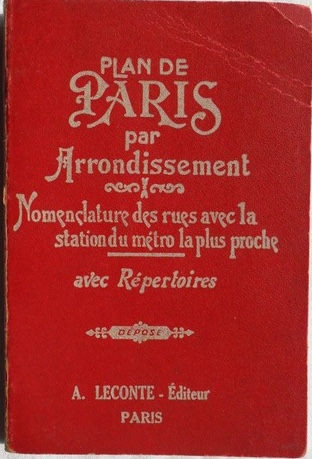 PLAN DE
PARIS
par
Arrondissement
Nomenclature des rues avec la
station du métro la plus proche
avec Répertoires
DÉPOSÉ
A. LECONTE - Éditeur
PARIS